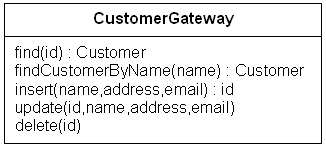 CustomerGateway
find(id) : Customer
findCustomerByName(name) : Customer
insert(name,address,email) : id
update(id,name,address,email)
delete(id)